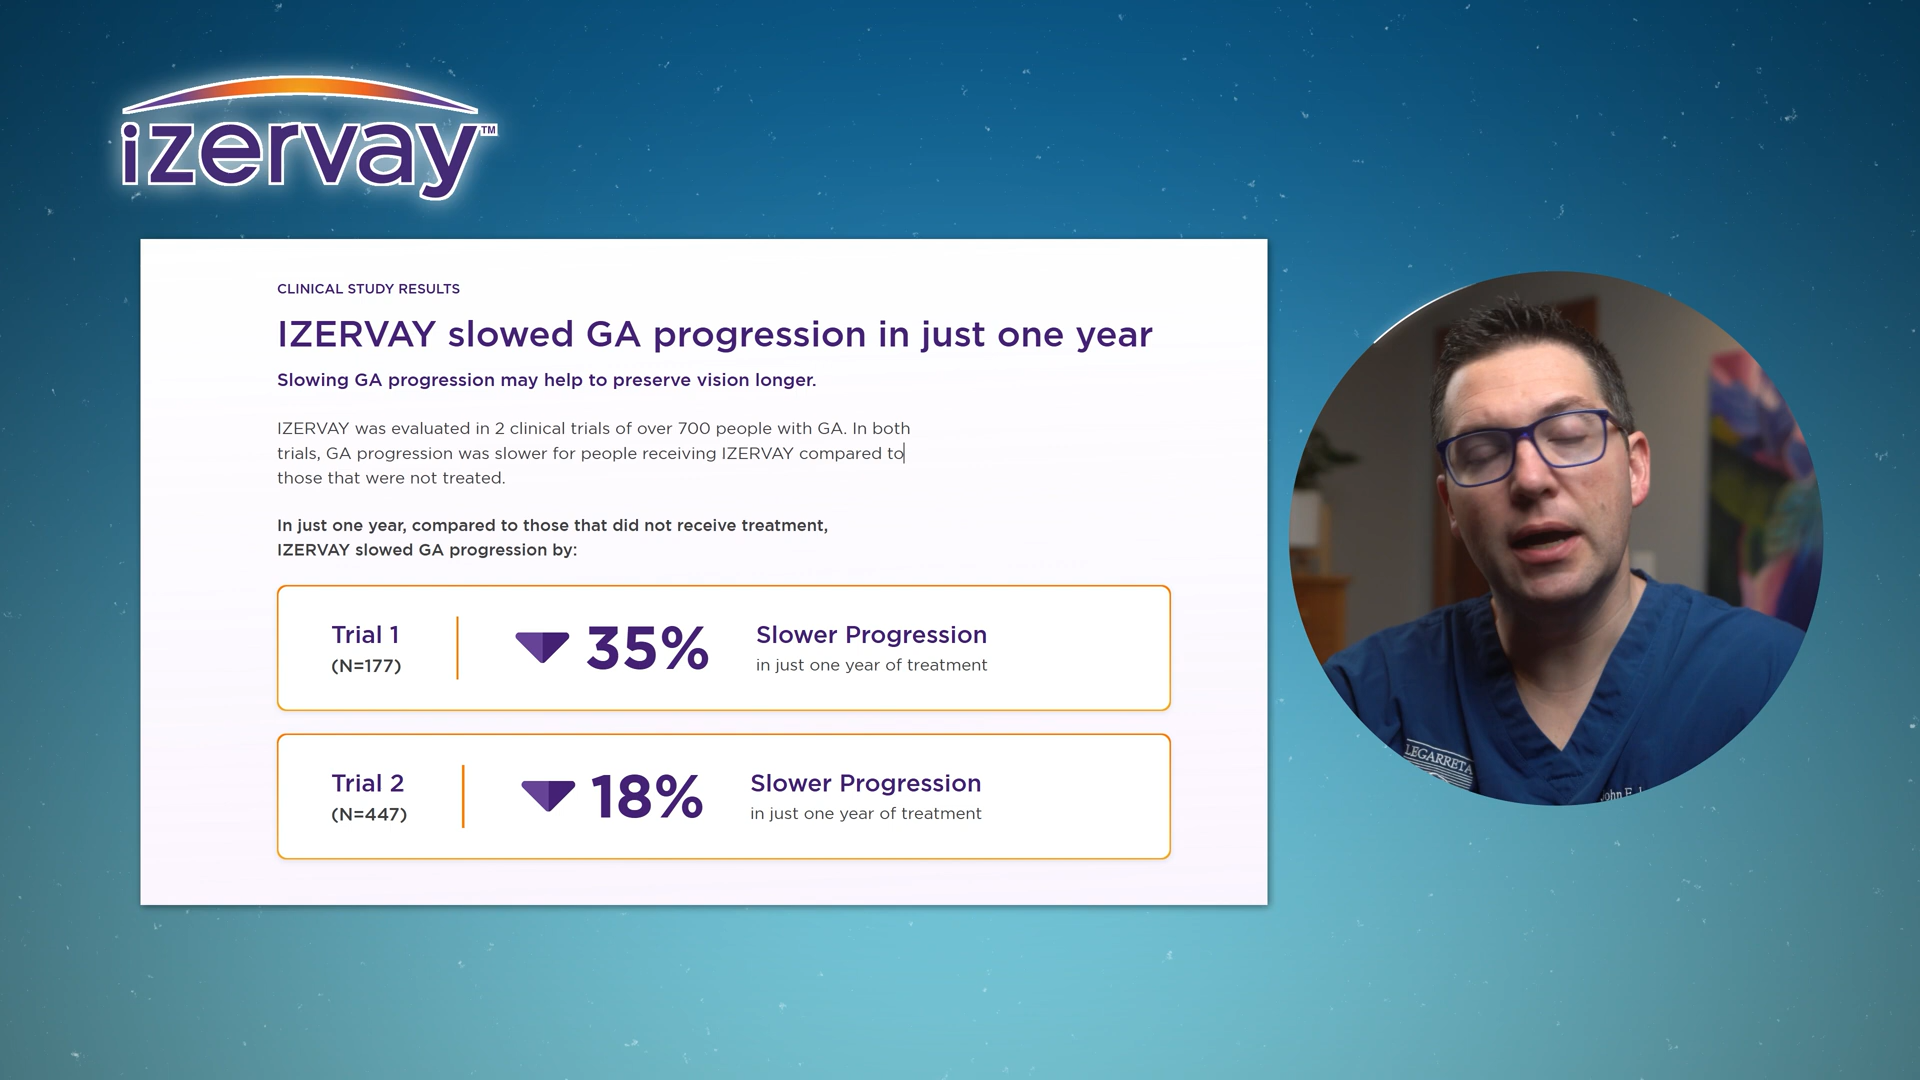 izervay™
CLINICAL STUDY RESULTS
IZERVAY slowed GA progression in just one year
Slowing GA progression may help to preserve vision longer.
IZERVAY was evaluated in 2 clinical trials of over 700 people with GA. In both
trials, GA progression was slower for people receiving IZERVAY compared to
those that were not treated.
In just one year, compared to those that did not receive treatment,
IZERVAY slowed GA progression by:
Trial 1
(N=177)
35%
Slower Progression
in just one year of treatment
Trial 2
(N=447)
18%
Slower Progression
in just one year of treatment
LEGARRETA
John E.